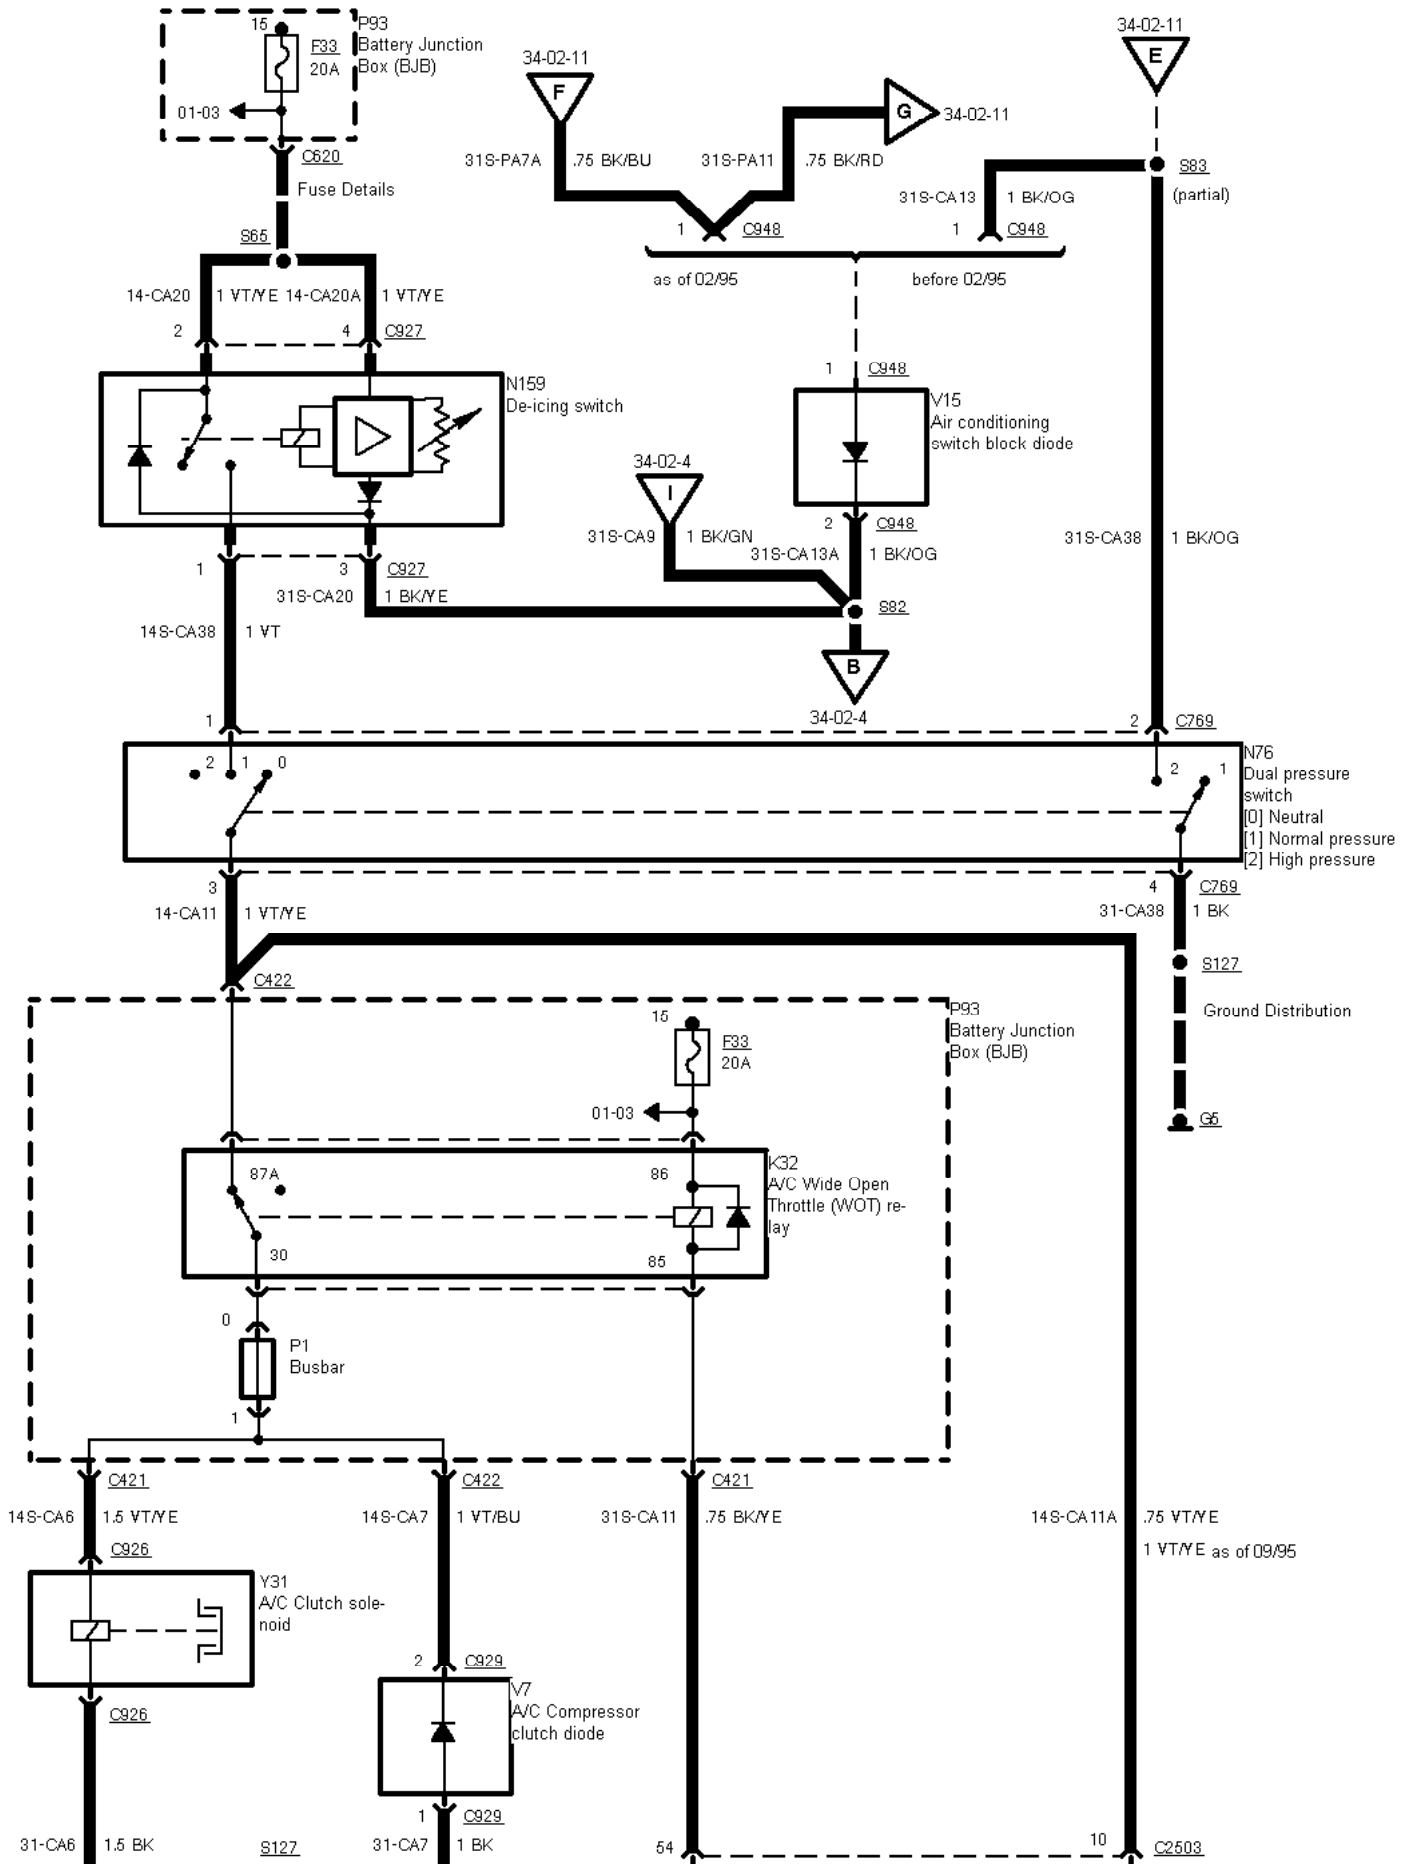 15
F33
20A
P93
Battery Junction
Box (BJB)
01-03
C620
Fuse Details
S65
14-CA20
1 VT/YE
14-CA20A
1 VT/YE
2
4
C927
N159
De-icing switch
1
3
C927
31S-CA20
1 BK/YE
14S-CA38
1 VT
34-02-11
F
31S-PA7A
.75 BK/BU
31S-PA11
.75 BK/RD
G
34-02-11
34-02-11
E
S83
(partial)
31S-CA13
1 BK/OG
1
C948
1
C948
as of 02/95
before 02/95
1
C948
V15
Air conditioning
switch block diode
34-02-4
I
2
C948
31S-CA9
1 BK/GN
31S-CA13A
1 BK/OG
S82
B
34-02-4
31S-CA38
1 BK/OG
1
2
C769
2
1
0
2
1
N76
Dual pressure
switch
[0] Neutral
[1] Normal pressure
[2] High pressure
3
14-CA11
1 VT/YE
4
C769
31-CA38
1 BK
C422
S127
Ground Distribution
G5
15
F33
20A
P93
Battery Junction
Box (BJB)
01-03
87A
86
K32
A/C Wide Open
Throttle (WOT) re-
lay
30
85
0
P1
Busbar
1
C421
C422
C421
14S-CA6
1.5 VT/YE
14S-CA7
1 VT/BU
31S-CA11
.75 BK/YE
14S-CA11A
.75 VT/YE
1 VT/YE as of 09/95
C926
Y31
A/C Clutch sole-
noid
C926
2
C929
V7
A/C Compressor
clutch diode
1
C929
31-CA6
1.5 BK
S127
31-CA7
1 BK
54
10
C2503